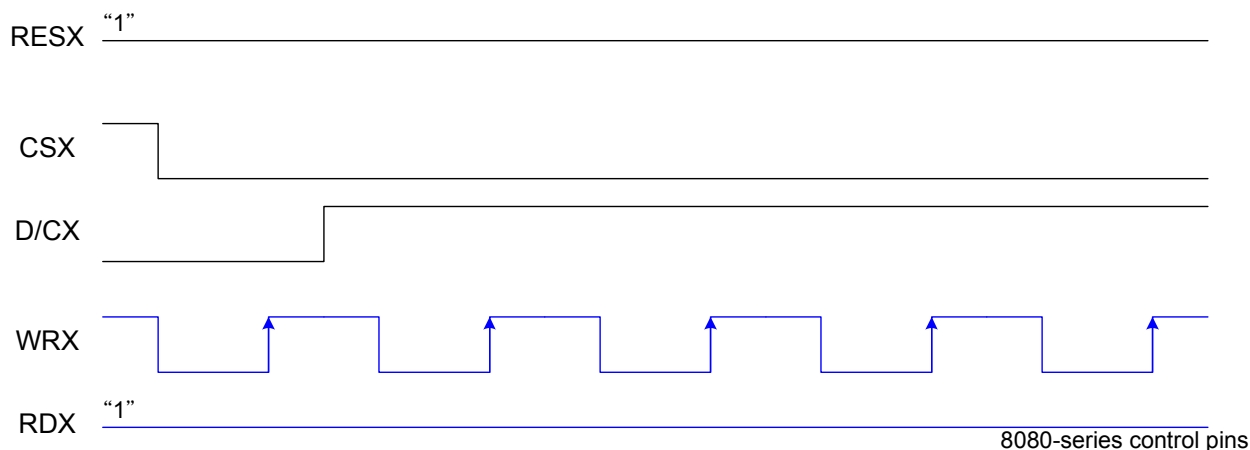 “1”
RESX
CSX
D/CX
WRX
“1”
RDX
8080-series control pins